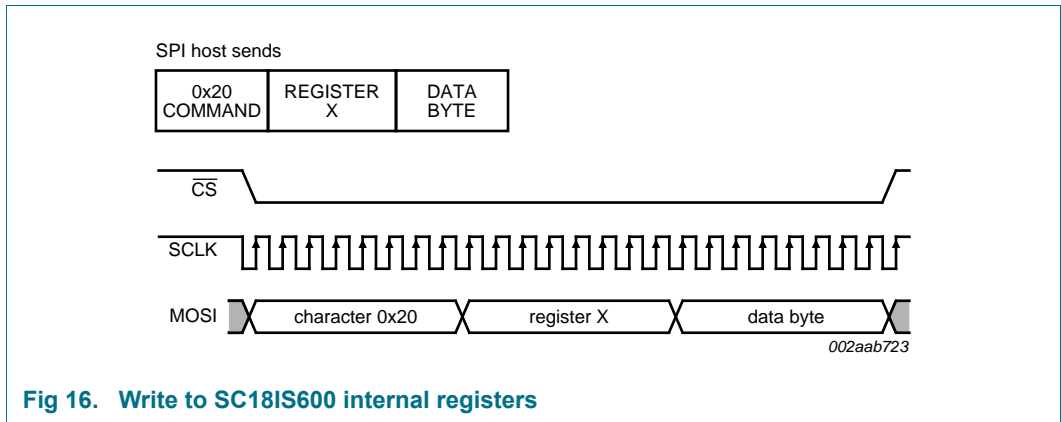 SPI host sends
0x20 COMMAND
REGISTER X
DATA BYTE
CS
SCLK
MOSI
character 0x20
register X
data byte
002aab723
Fig 16. Write to SC18IS600 internal registers